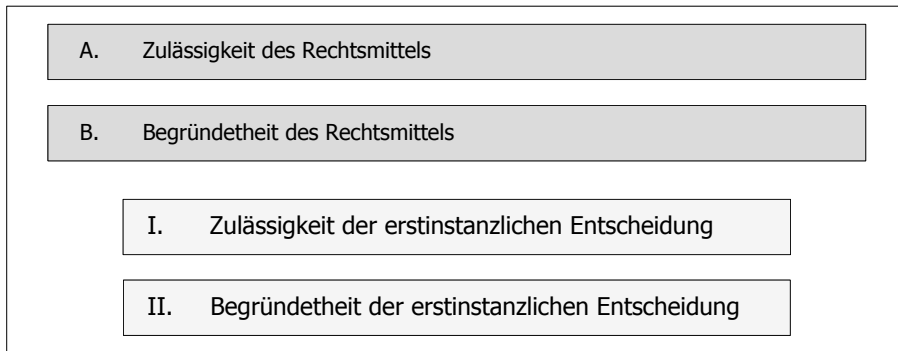 A. Zulässigkeit des Rechtsmittels
B. Begründetheit des Rechtsmittels
I. Zulässigkeit der erstinstanzlichen Entscheidung
II. Begründetheit der erstinstanzlichen Entscheidung